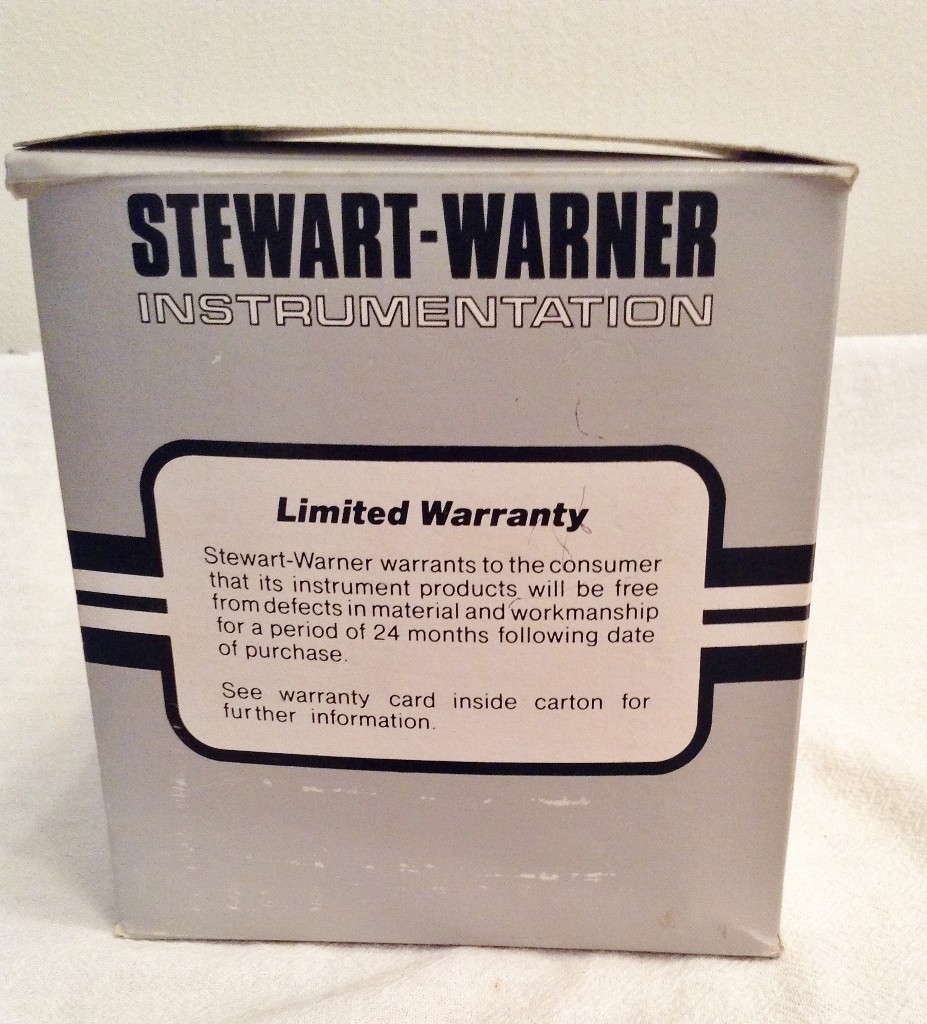 STEWART-WARNER
INSTRUMENTATION
Limited Warranty
Stewart-Warner warrants to the consumer
that its instrument products will be free
from defects in material and workmanship
for a period of 24 months following date
of purchase.
See warranty card inside carton for
further information.